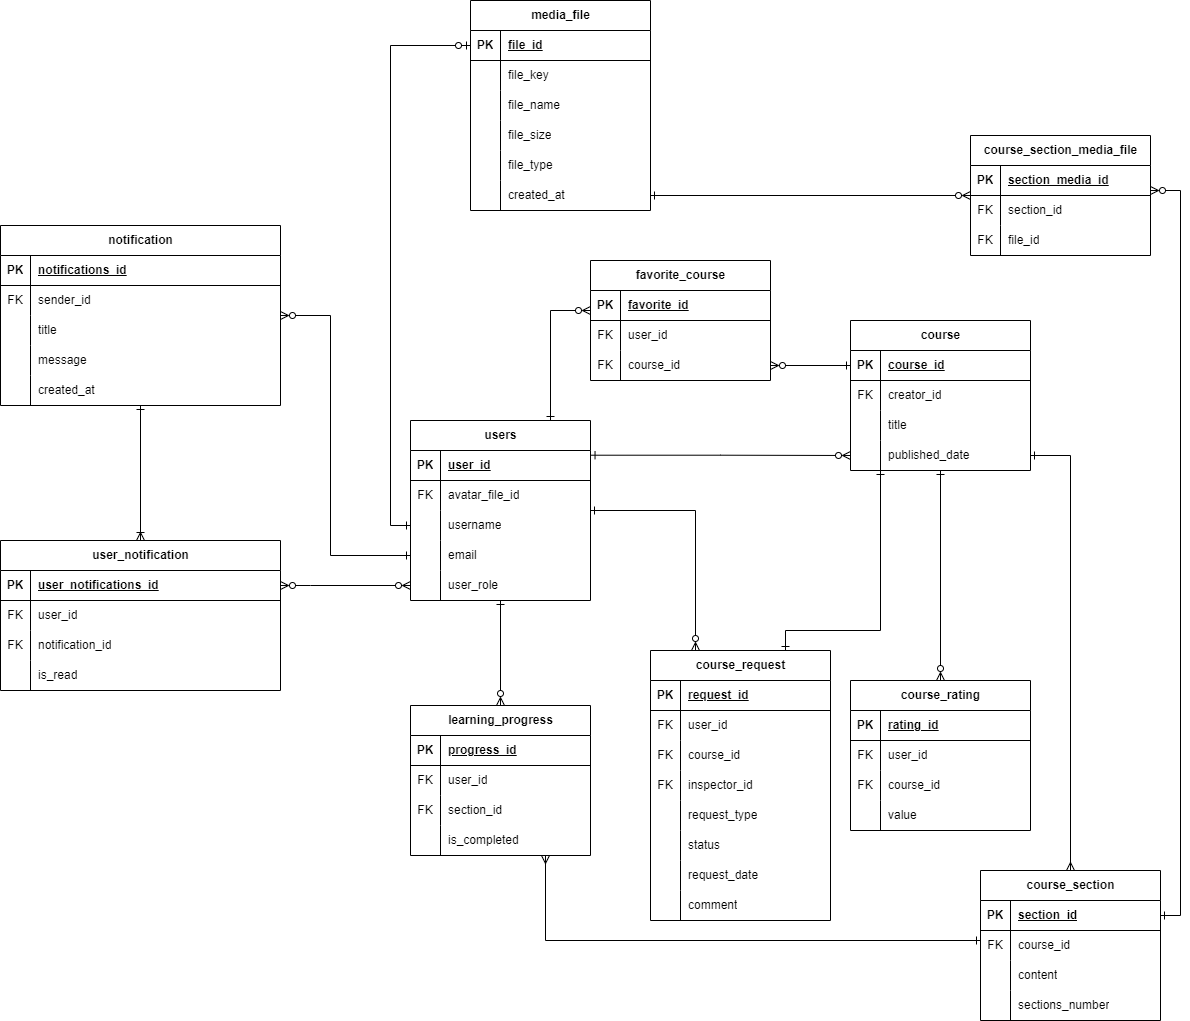 media_file
PK file_id
file_key
file_name
file_size
file_type
created_at
course_section_media_file
PK section_media_id
FK section_id
FK file_id
notification
PK notifications_id
FK sender_id
title
message
created_at
favorite_course
PK favorite_id
FK user_id
FK course_id
course
PK course_id
FK creator_id
title
published_date
users
PK user_id
FK avatar_file_id
username
email
user_role
user_notification
PK user_notifications_id
FK user_id
FK notification_id
is_read
learning_progress
PK progress_id
FK user_id
FK section_id
is_completed
course_request
PK request_id
FK user_id
FK course_id
FK inspector_id
request_type
status
request_date
comment
course_rating
PK rating_id
FK user_id
FK course_id
value
course_section
PK section_id
FK course_id
content
sections_number